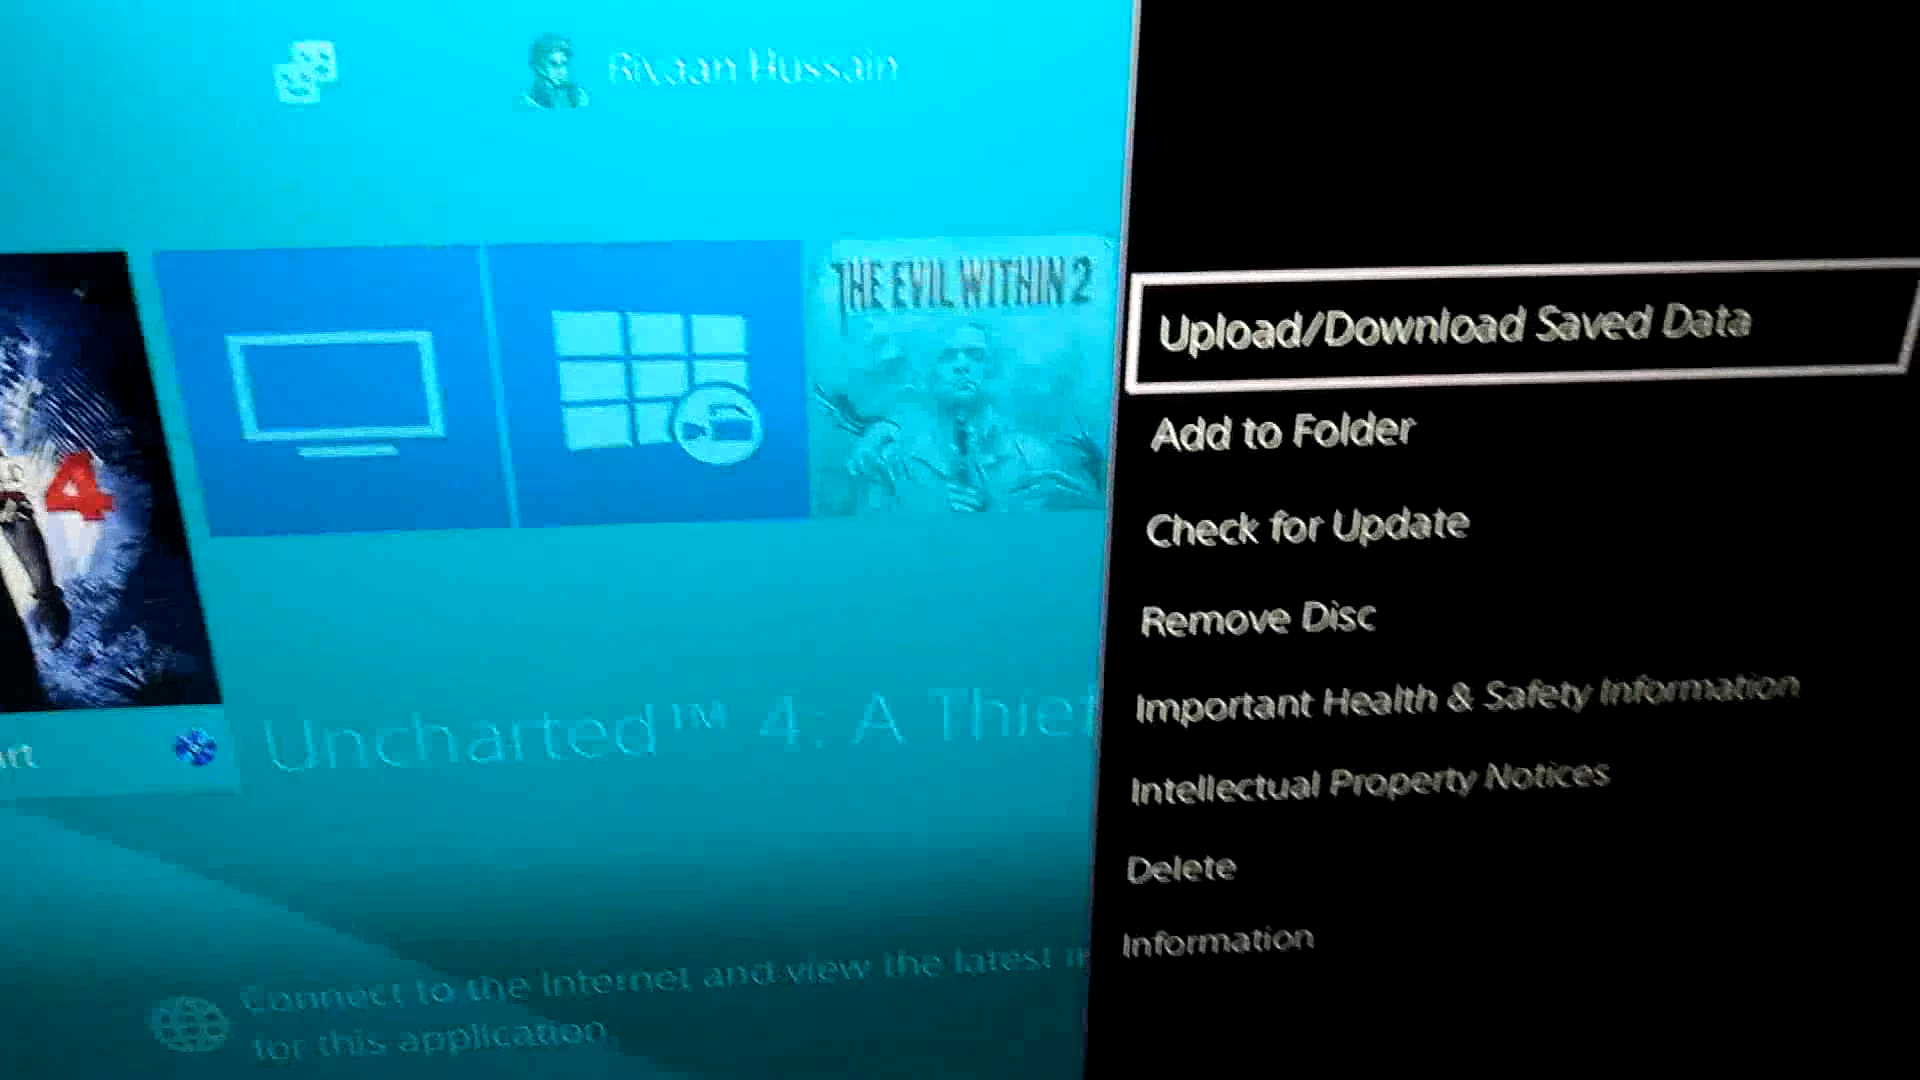 Rivaan Hussain
THE EVIL WITHIN 2
4
Uncharted™ 4: A Thief
Connect to the Internet and view the latest
for this application
Upload/Download Saved Data
Add to Folder
Check for Update
Remove Disc
Important Health & Safety Information
Intellectual Property Notices
Delete
Information